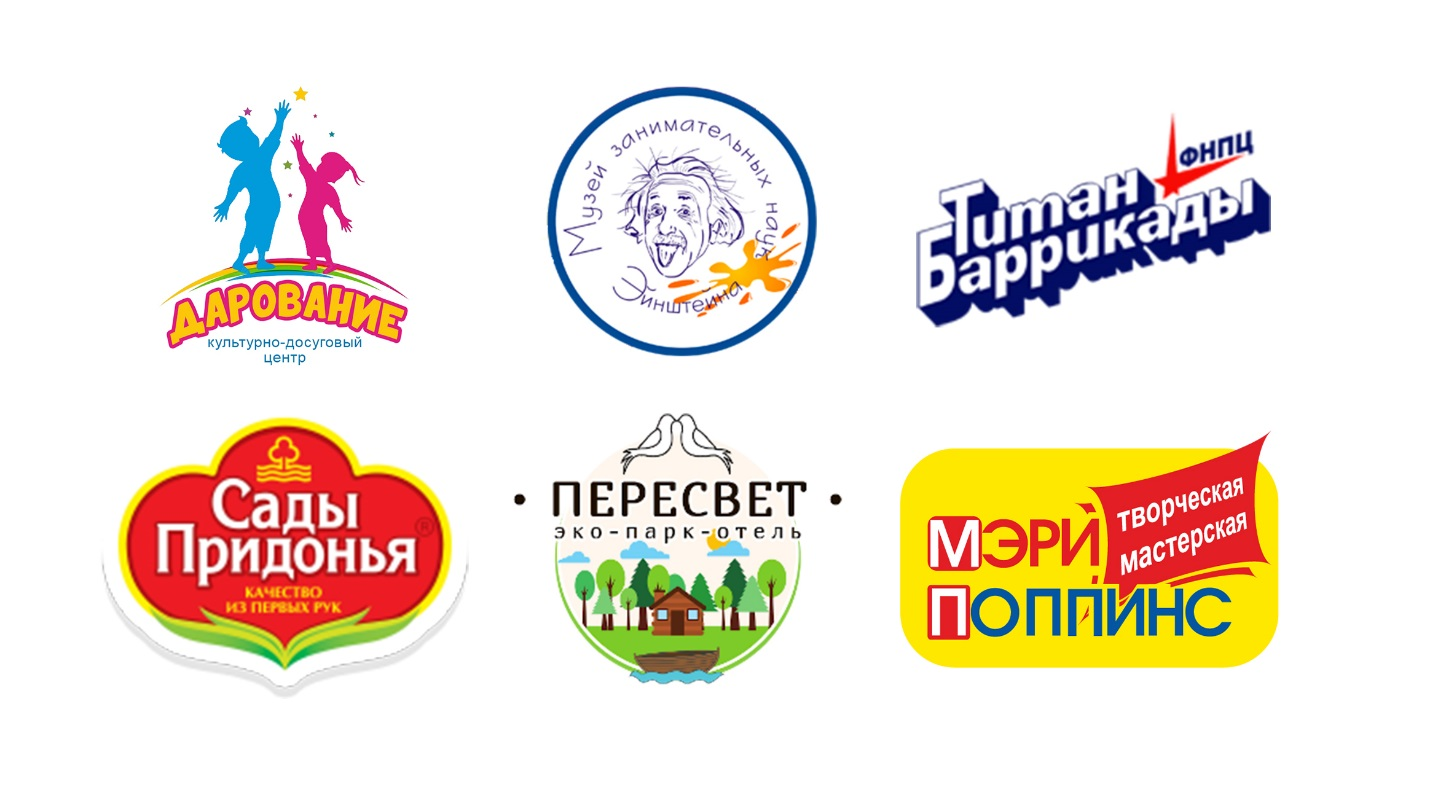 ДАРОВАНИЕ
культурно-досуговый
центр
Музей занимательных наук
Эйнштейна
ФНПЦ
Титан
Баррикады
Сады
Придонья
®
КАЧЕСТВО
ИЗ ПЕРВЫХ РУК
• ПЕРЕСВЕТ •
эко-парк-отель
творческая
мастерская
МЭРИ
ПОППИНС